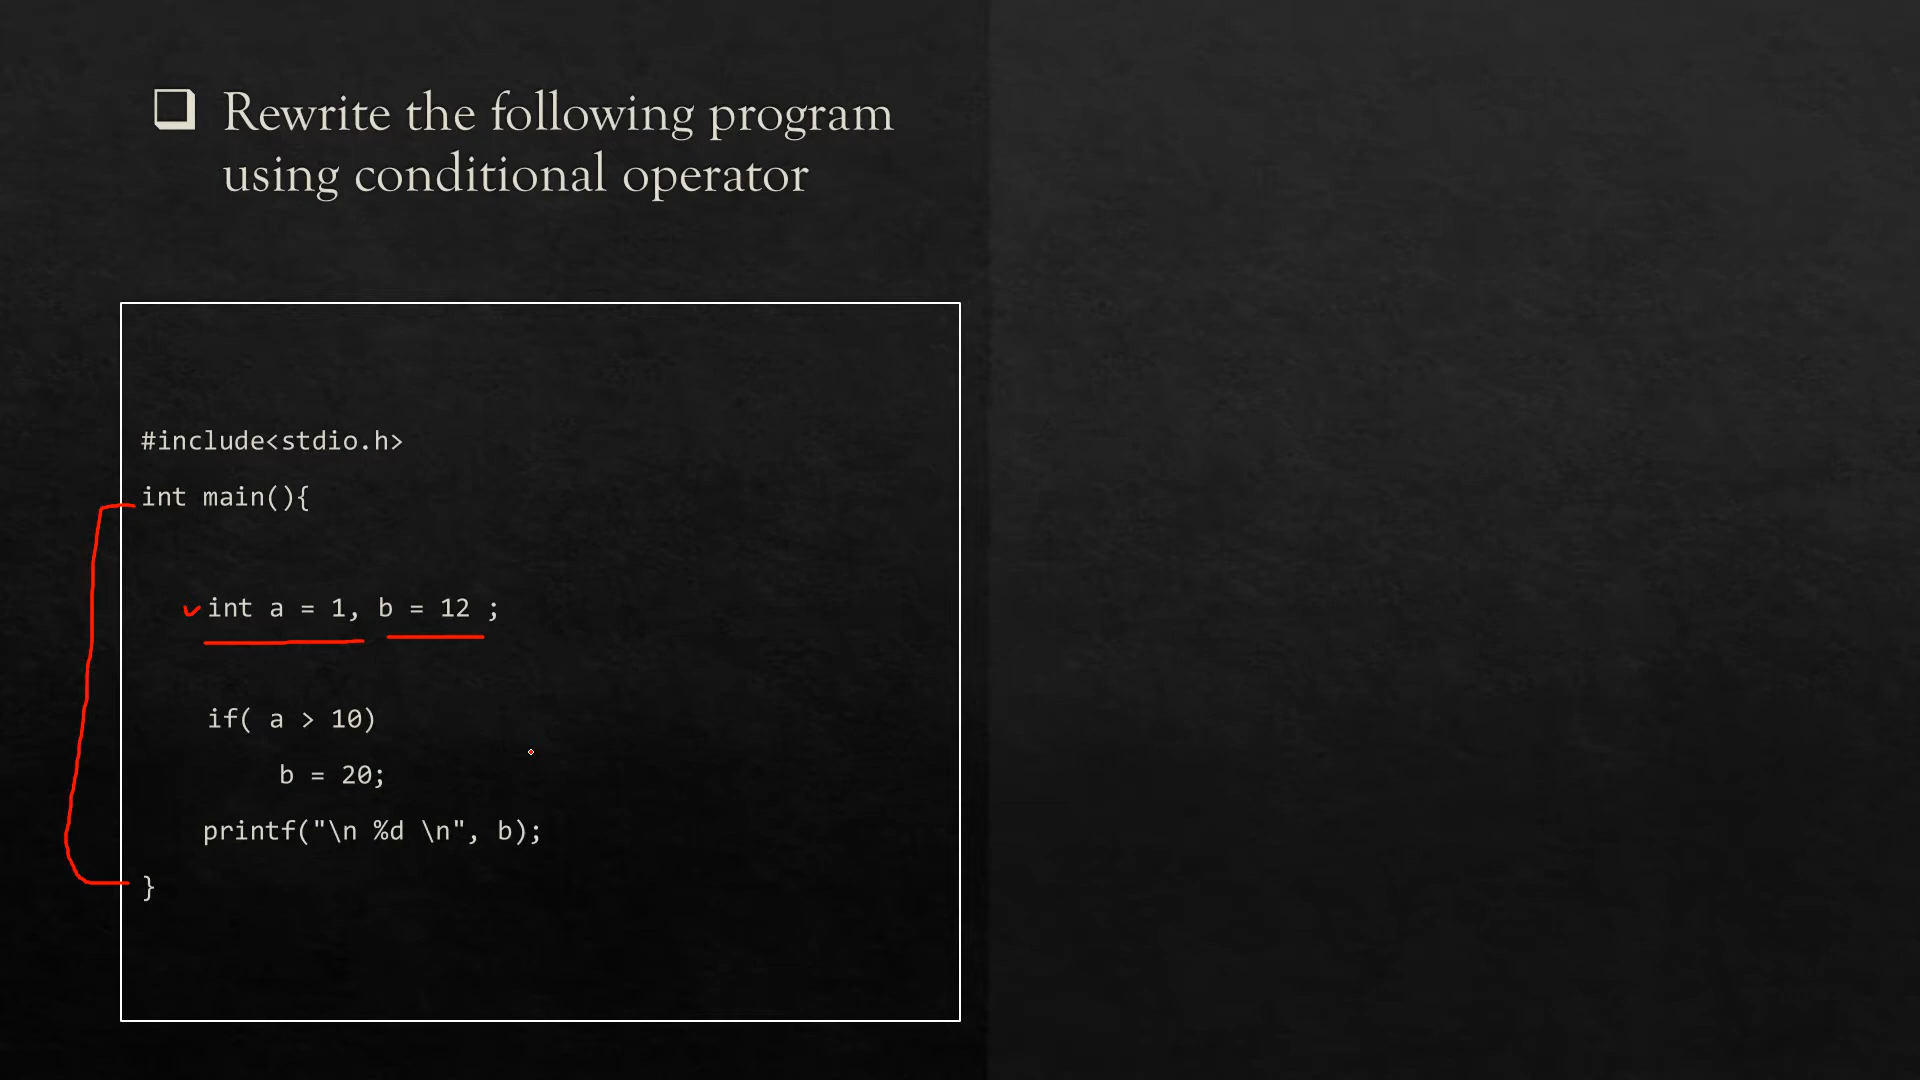 Rewrite the following program
using conditional operator
#include<stdio.h>
int main(){
int a = 1, b = 12 ;
if( a > 10)
b = 20;
printf("\n %d \n", b);
}